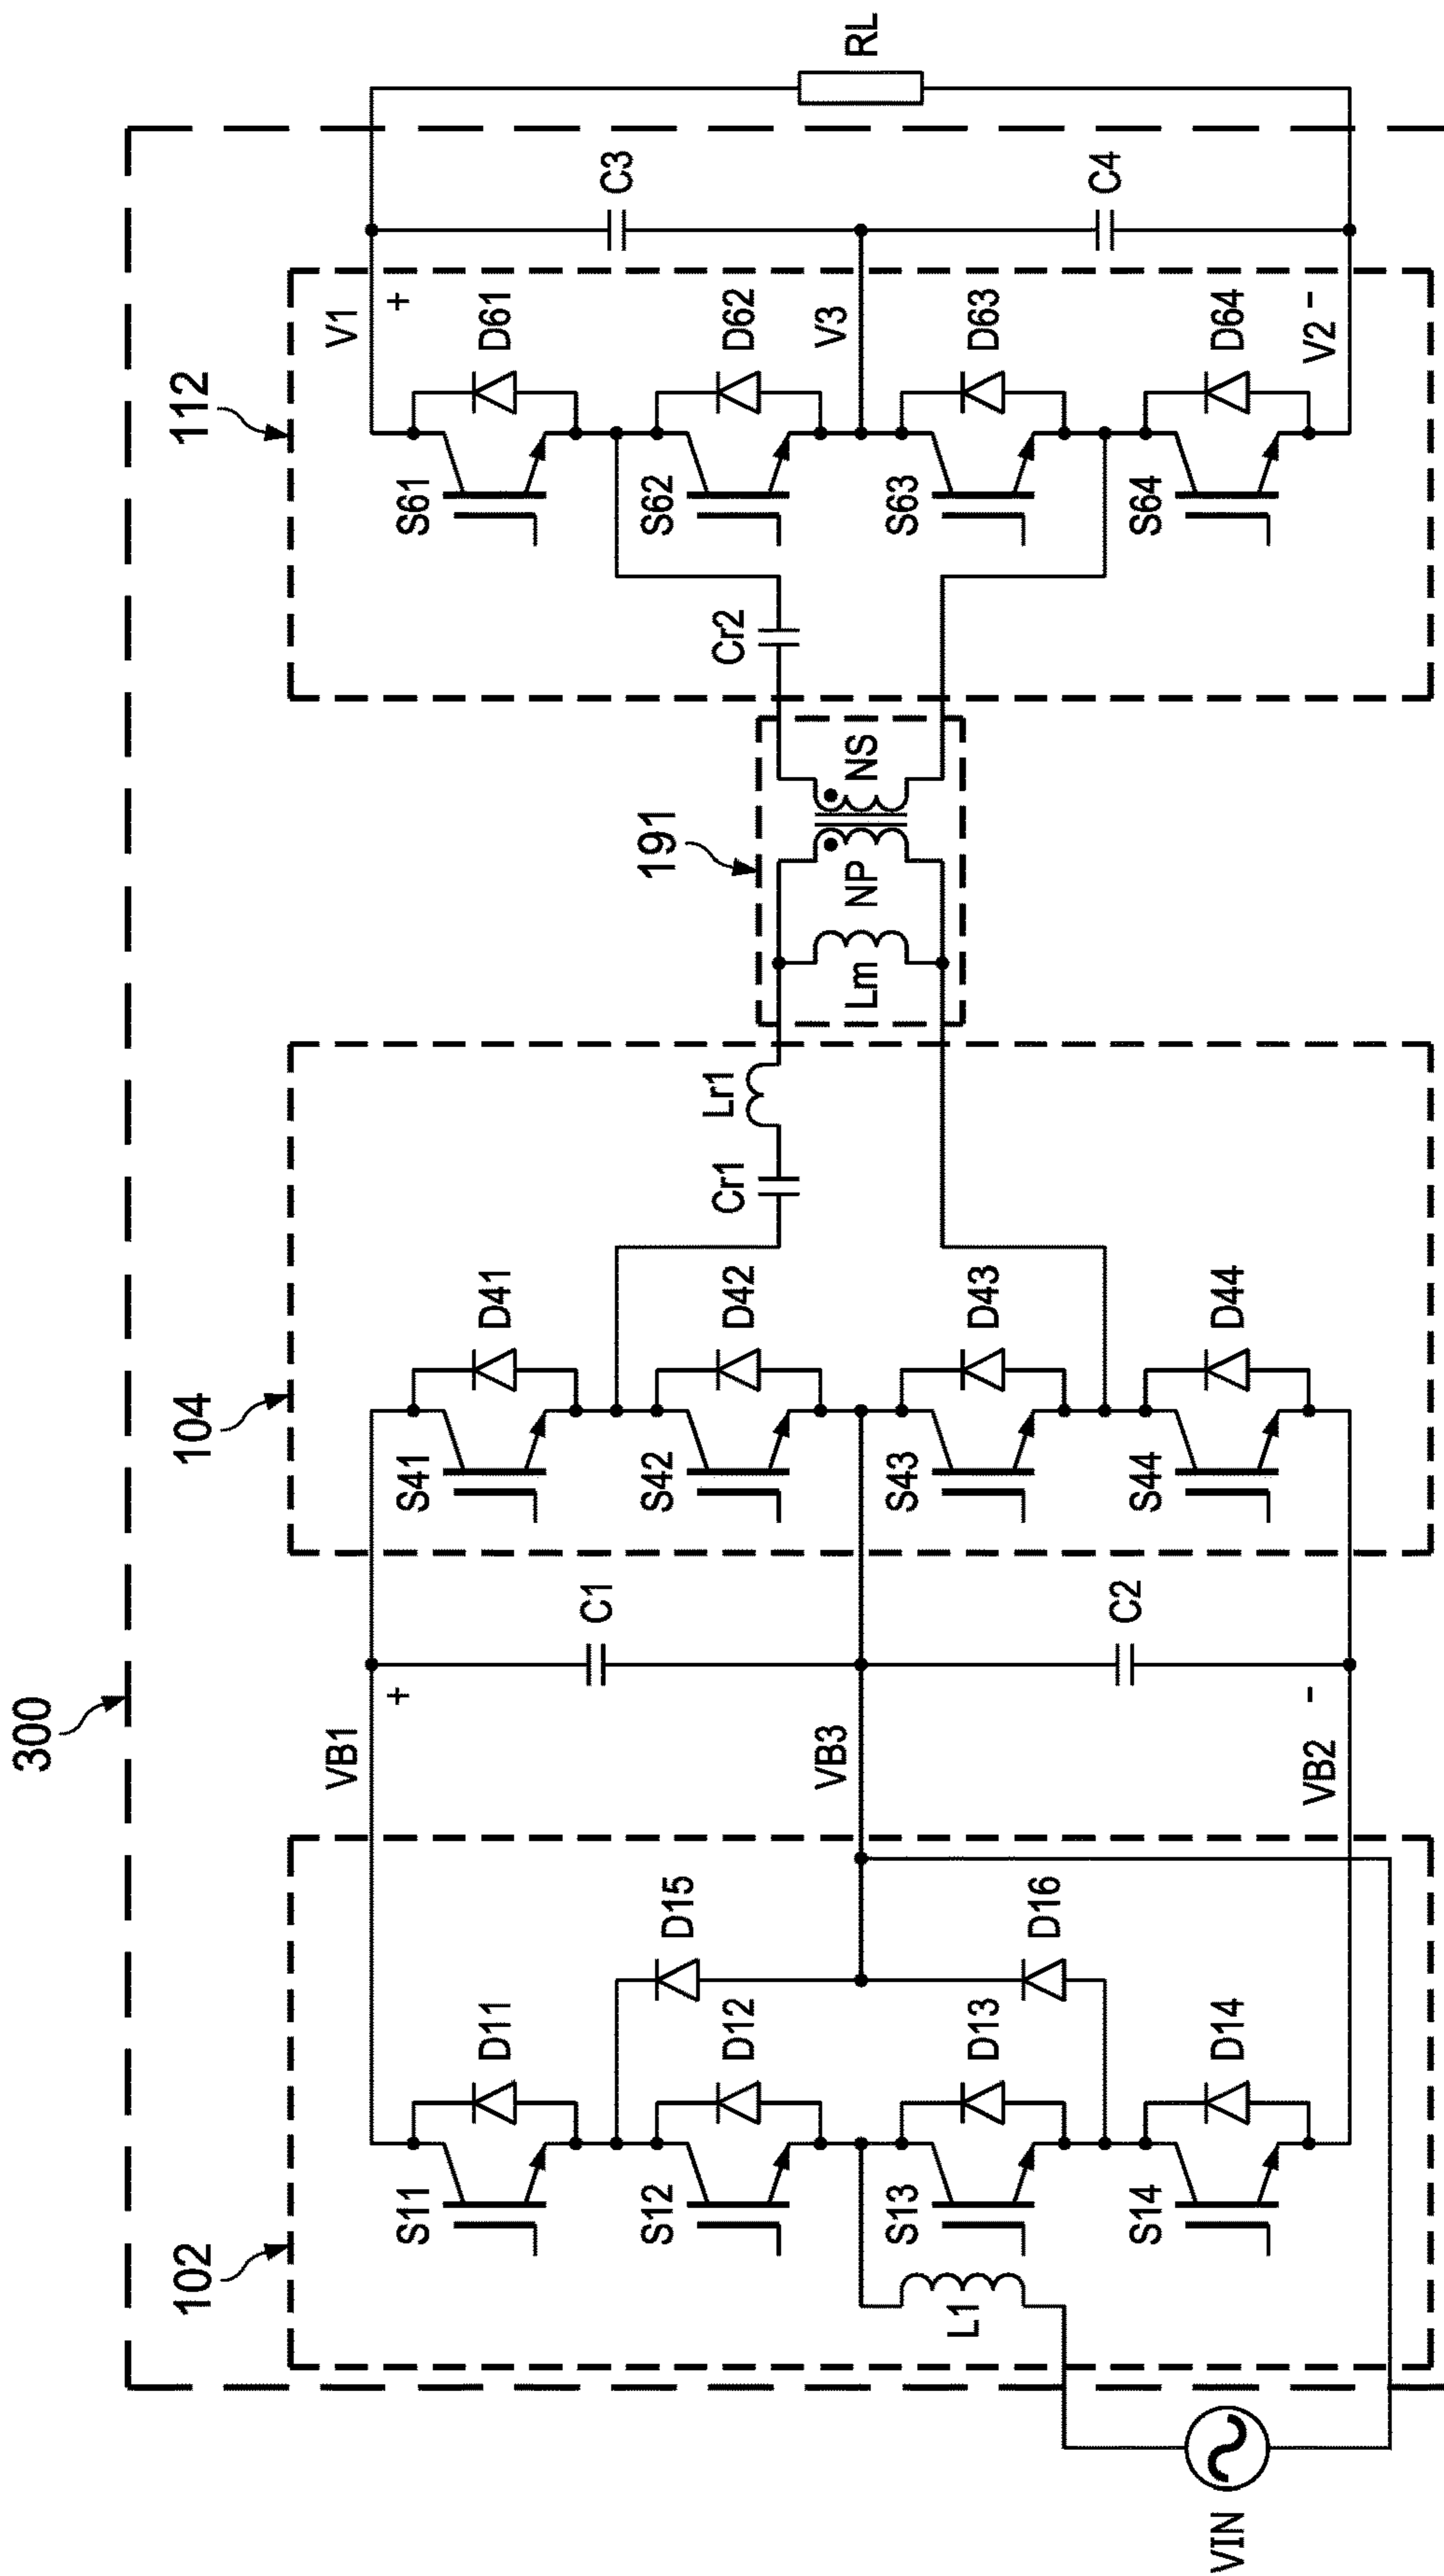 300
102
104
191
112
VIN
L1
S11
D11
S12
D12
S13
D13
S14
D14
D15
D16
VB1
+
VB3
VB2
-
C1
C2
S41
D41
S42
D42
S43
D43
S44
D44
Cr1
Lr1
Lm
NP
NS
Cr2
S61
D61
S62
D62
S63
D63
S64
D64
V1
+
V3
V2
-
C3
C4
RL